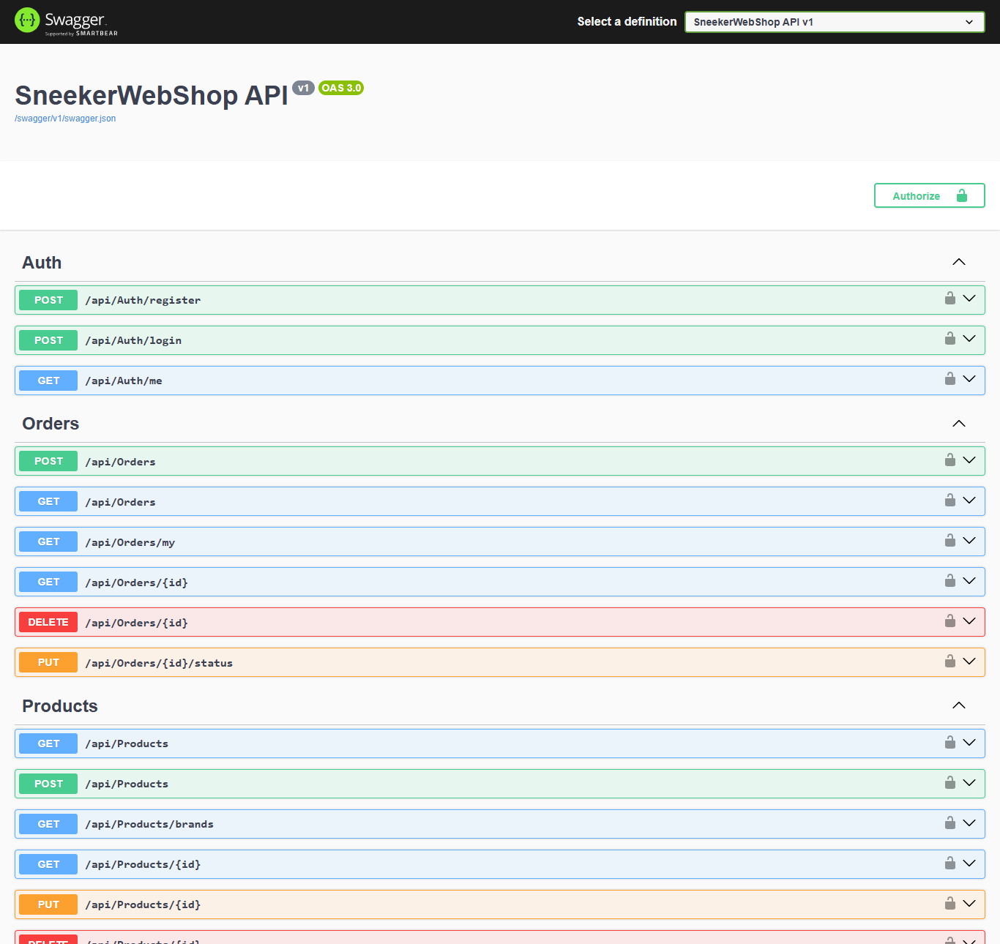 Swagger
Supported by SMARTBEAR
Select a definition
SneekerWebShop API v1
SneekerWebShop API v1 OAS 3.0
/swagger/v1/swagger.json
Authorize
Auth
POST /api/Auth/register
POST /api/Auth/login
GET /api/Auth/me
Orders
POST /api/Orders
GET /api/Orders
GET /api/Orders/my
GET /api/Orders/{id}
DELETE /api/Orders/{id}
PUT /api/Orders/{id}/status
Products
GET /api/Products
POST /api/Products
GET /api/Products/brands
GET /api/Products/{id}
PUT /api/Products/{id}
DELETE /api/Products/{id}